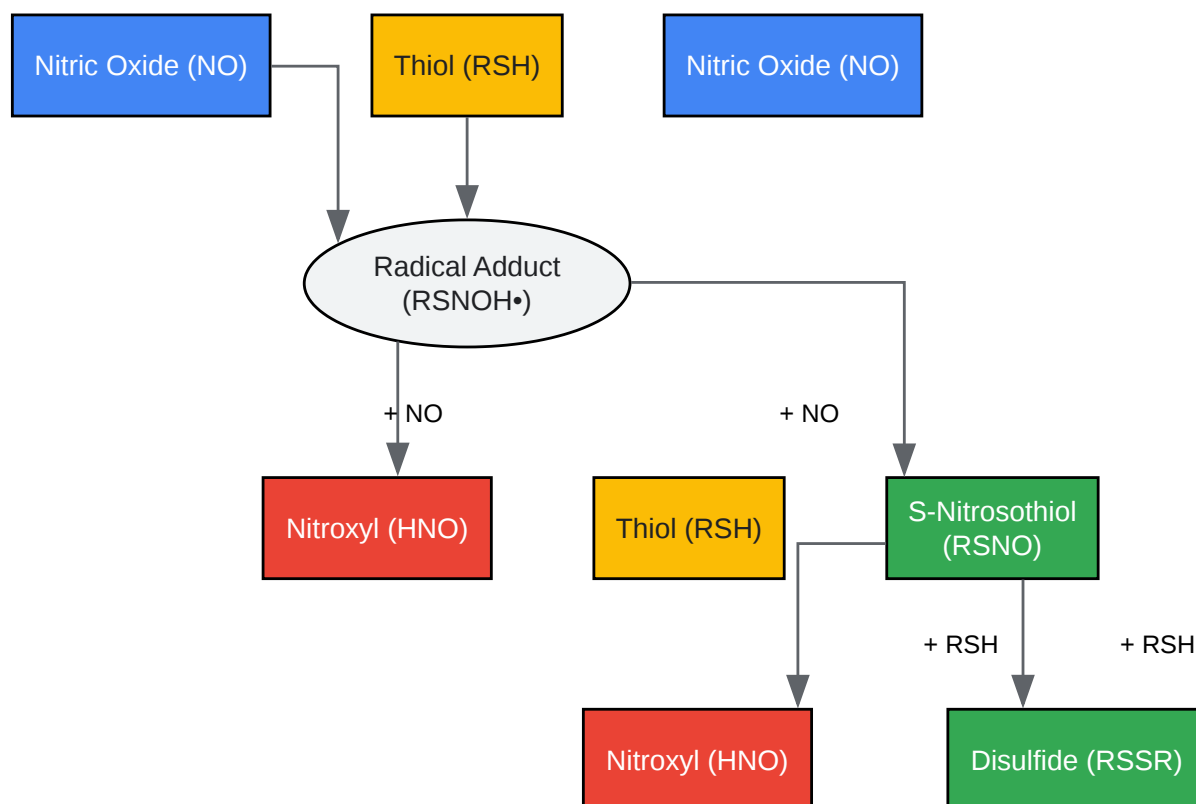 Nitric Oxide (NO)
Thiol (RSH)
Nitric Oxide (NO)
Radical Adduct
(RSNOH•)
+ NO
+ NO
Nitroxyl (HNO)
Thiol (RSH)
S-Nitrosothiol
(RSNO)
+ RSH
+ RSH
Nitroxyl (HNO)
Disulfide (RSSR)